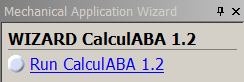 Mechanical Application Wizard
WIZARD CalculABA 1.2
Run CalculABA 1.2